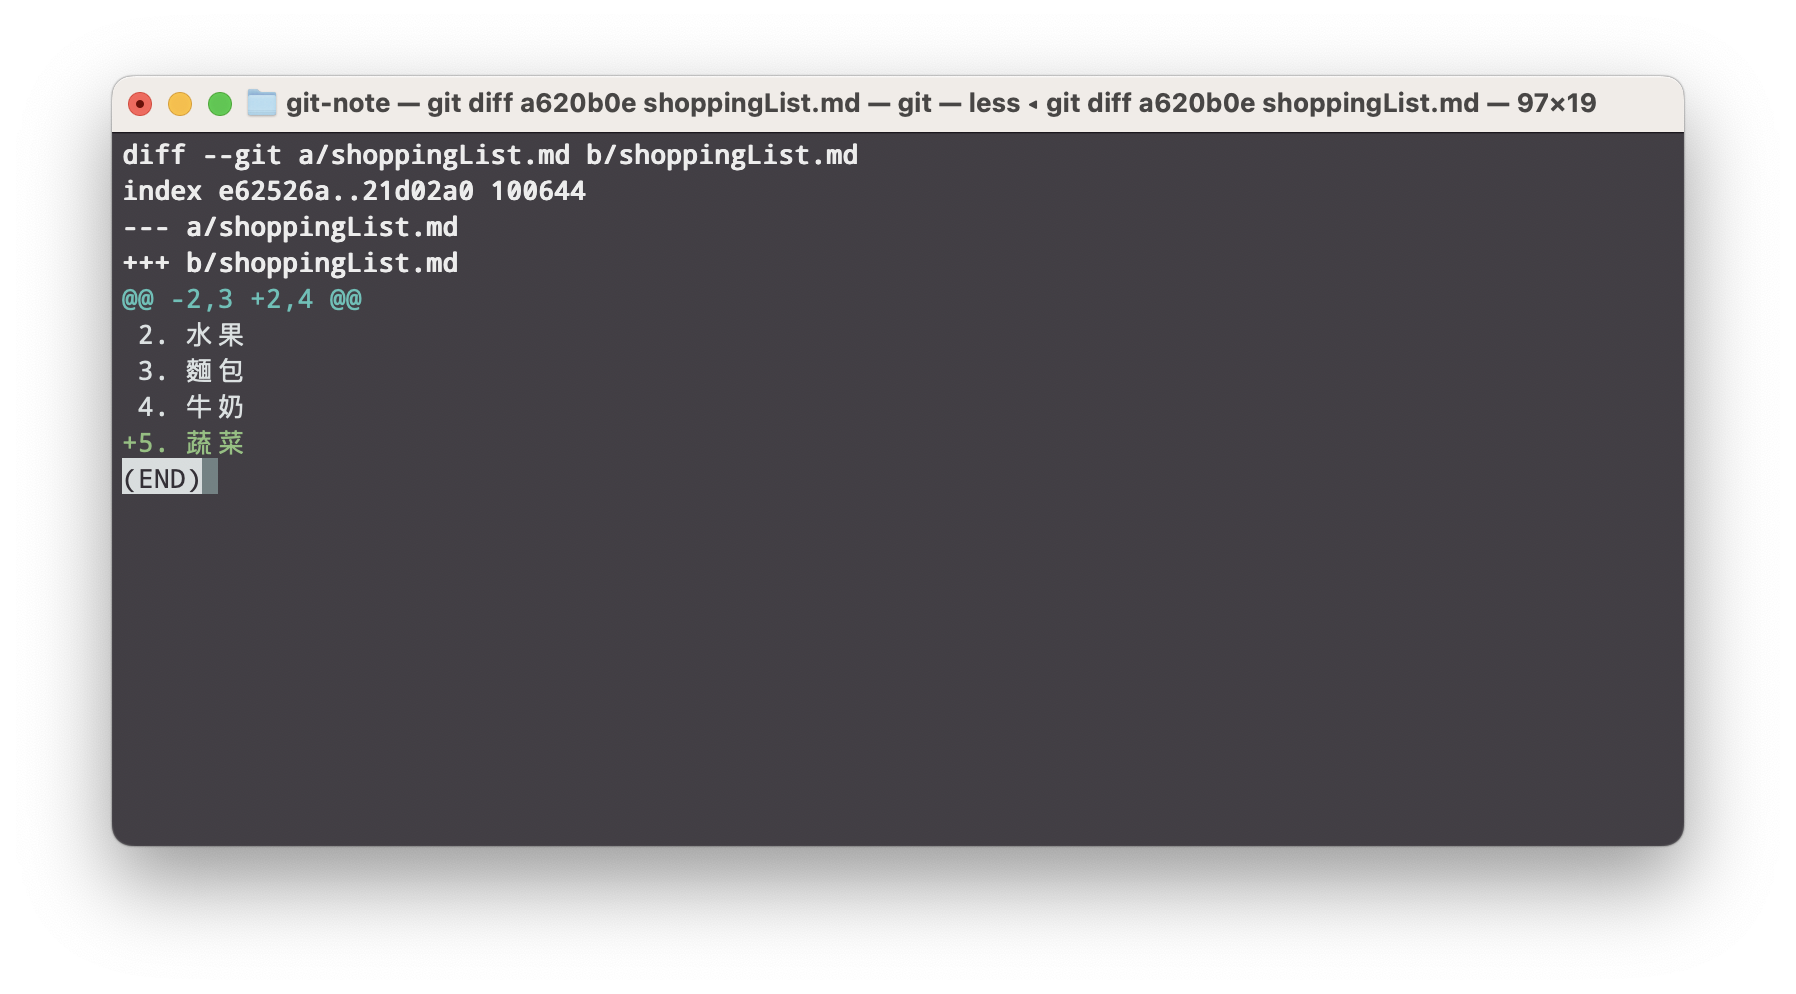 git-note — git diff a620b0e shoppingList.md — git — less ◂ git diff a620b0e shoppingList.md — 97×19
diff --git a/shoppingList.md b/shoppingList.md
index e62526a..21d02a0 100644
--- a/shoppingList.md
+++ b/shoppingList.md
@@ -2,3 +2,4 @@
 2. 水果
 3. 麵包
 4. 牛奶
+5. 蔬菜
(END)